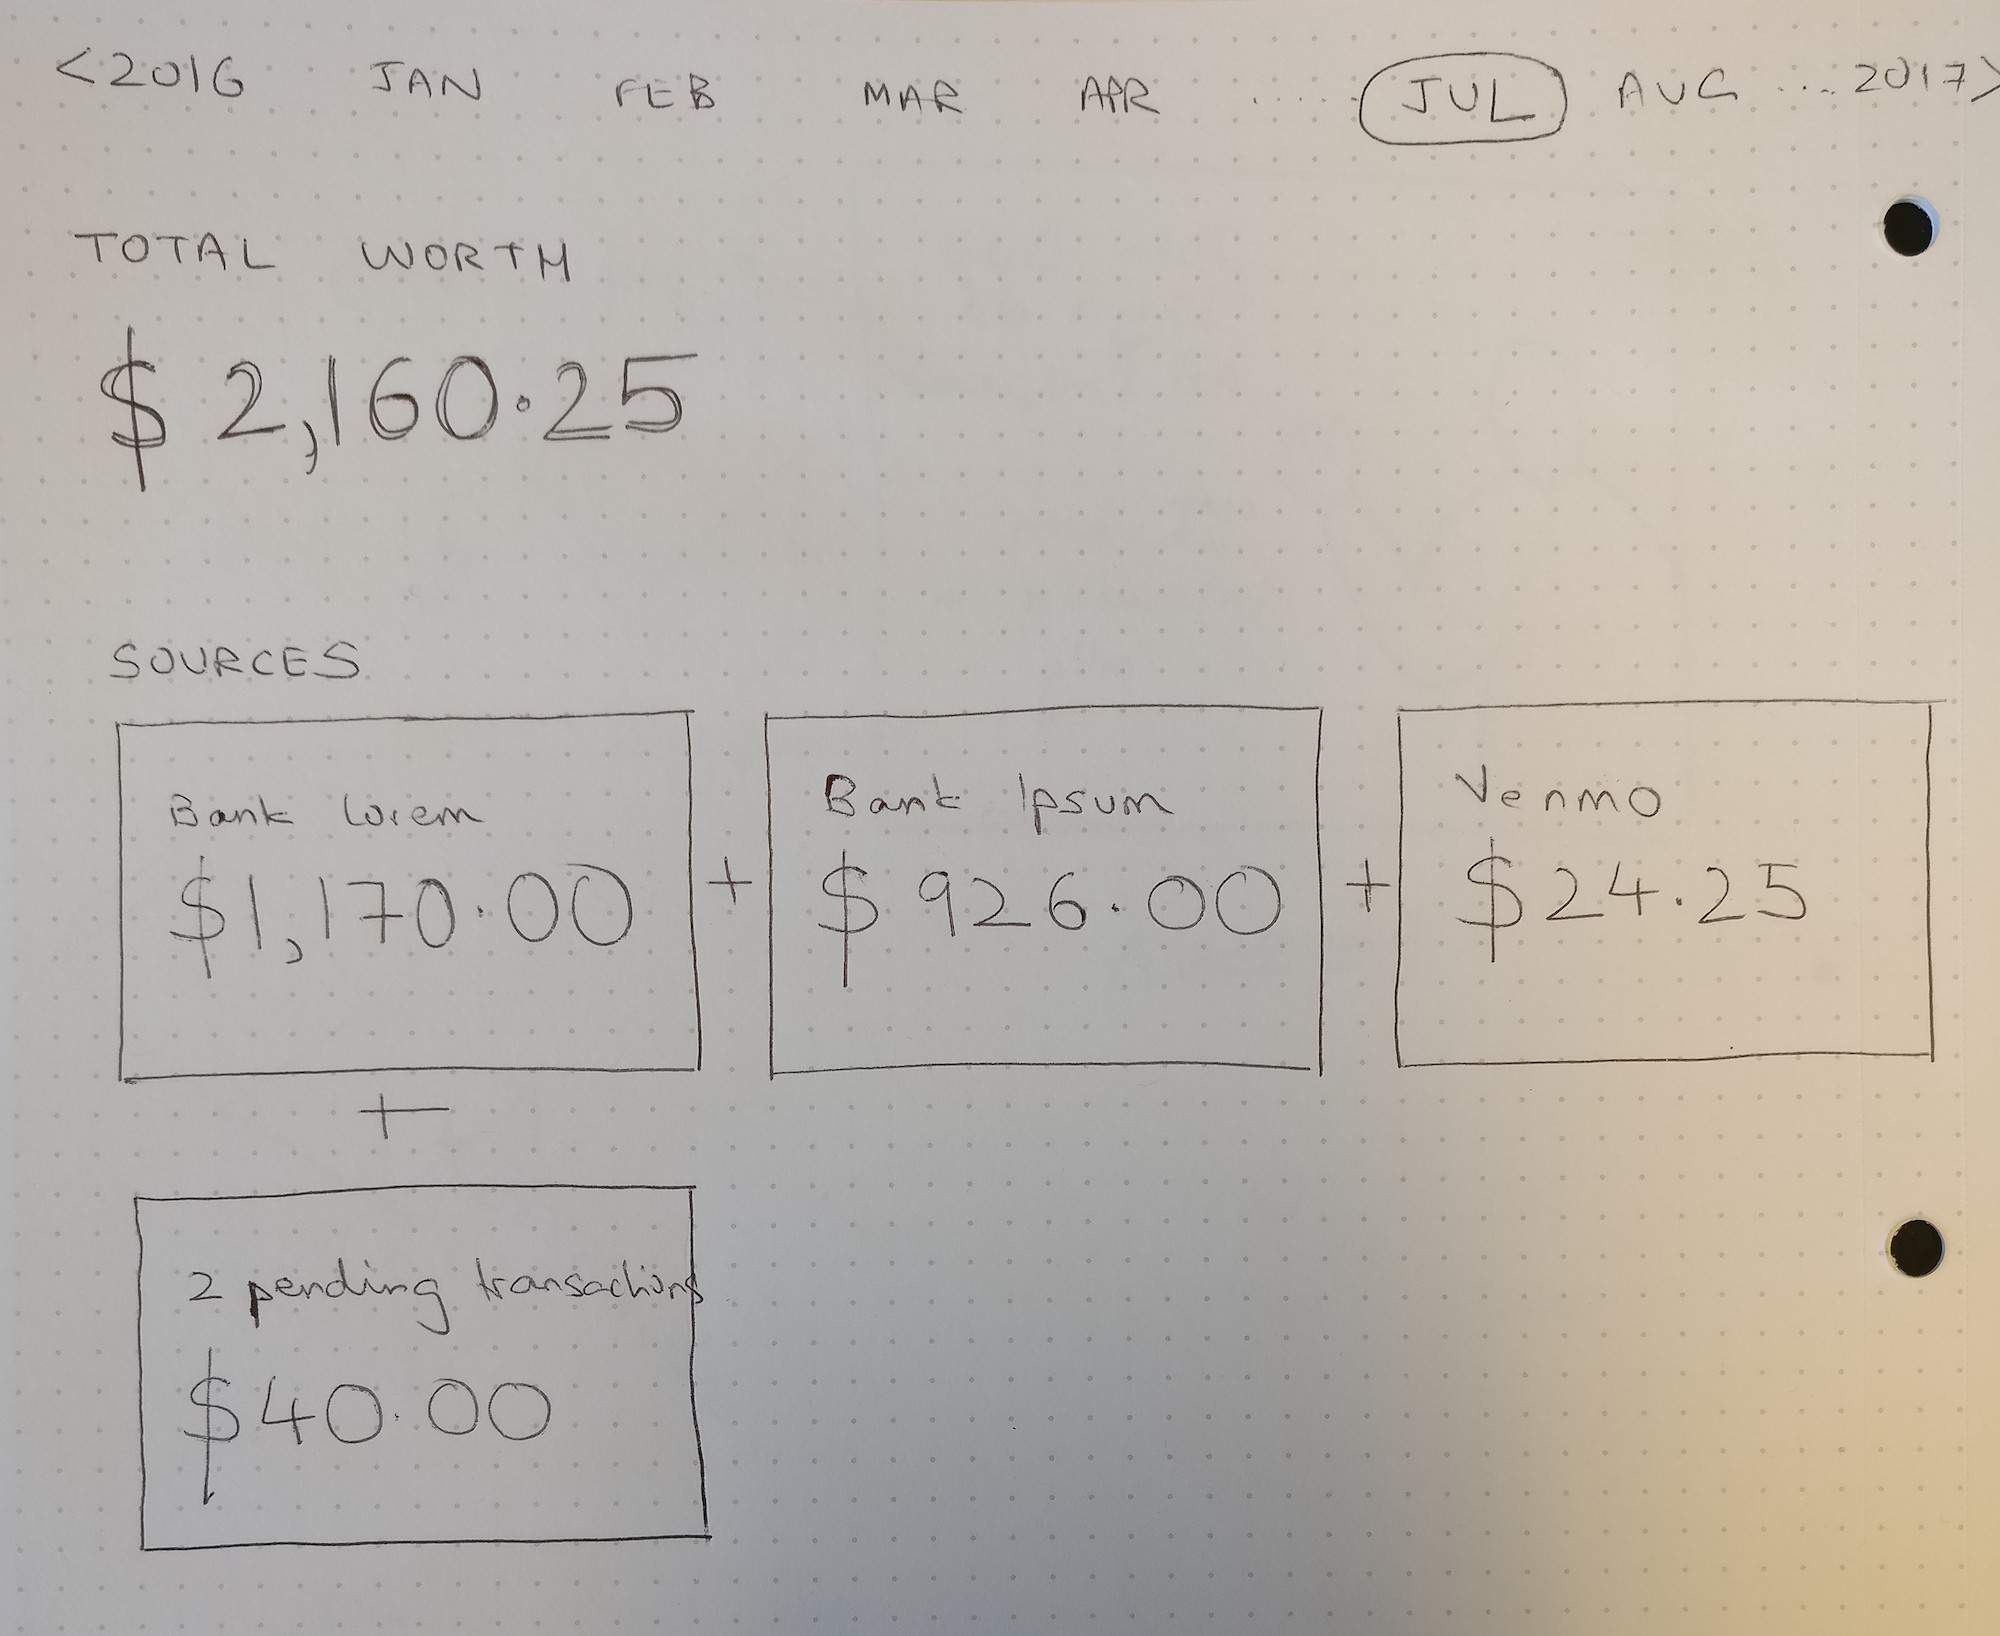 <2016 JAN FEB MAR APR ..... JUL AUG ... 2017>
TOTAL WORTH
$2,160.25
SOURCES
Bank Lorem
$1,170.00
+
Bank Ipsum
$926.00
+
Venmo
$24.25
+
2 pending transactions
$40.00